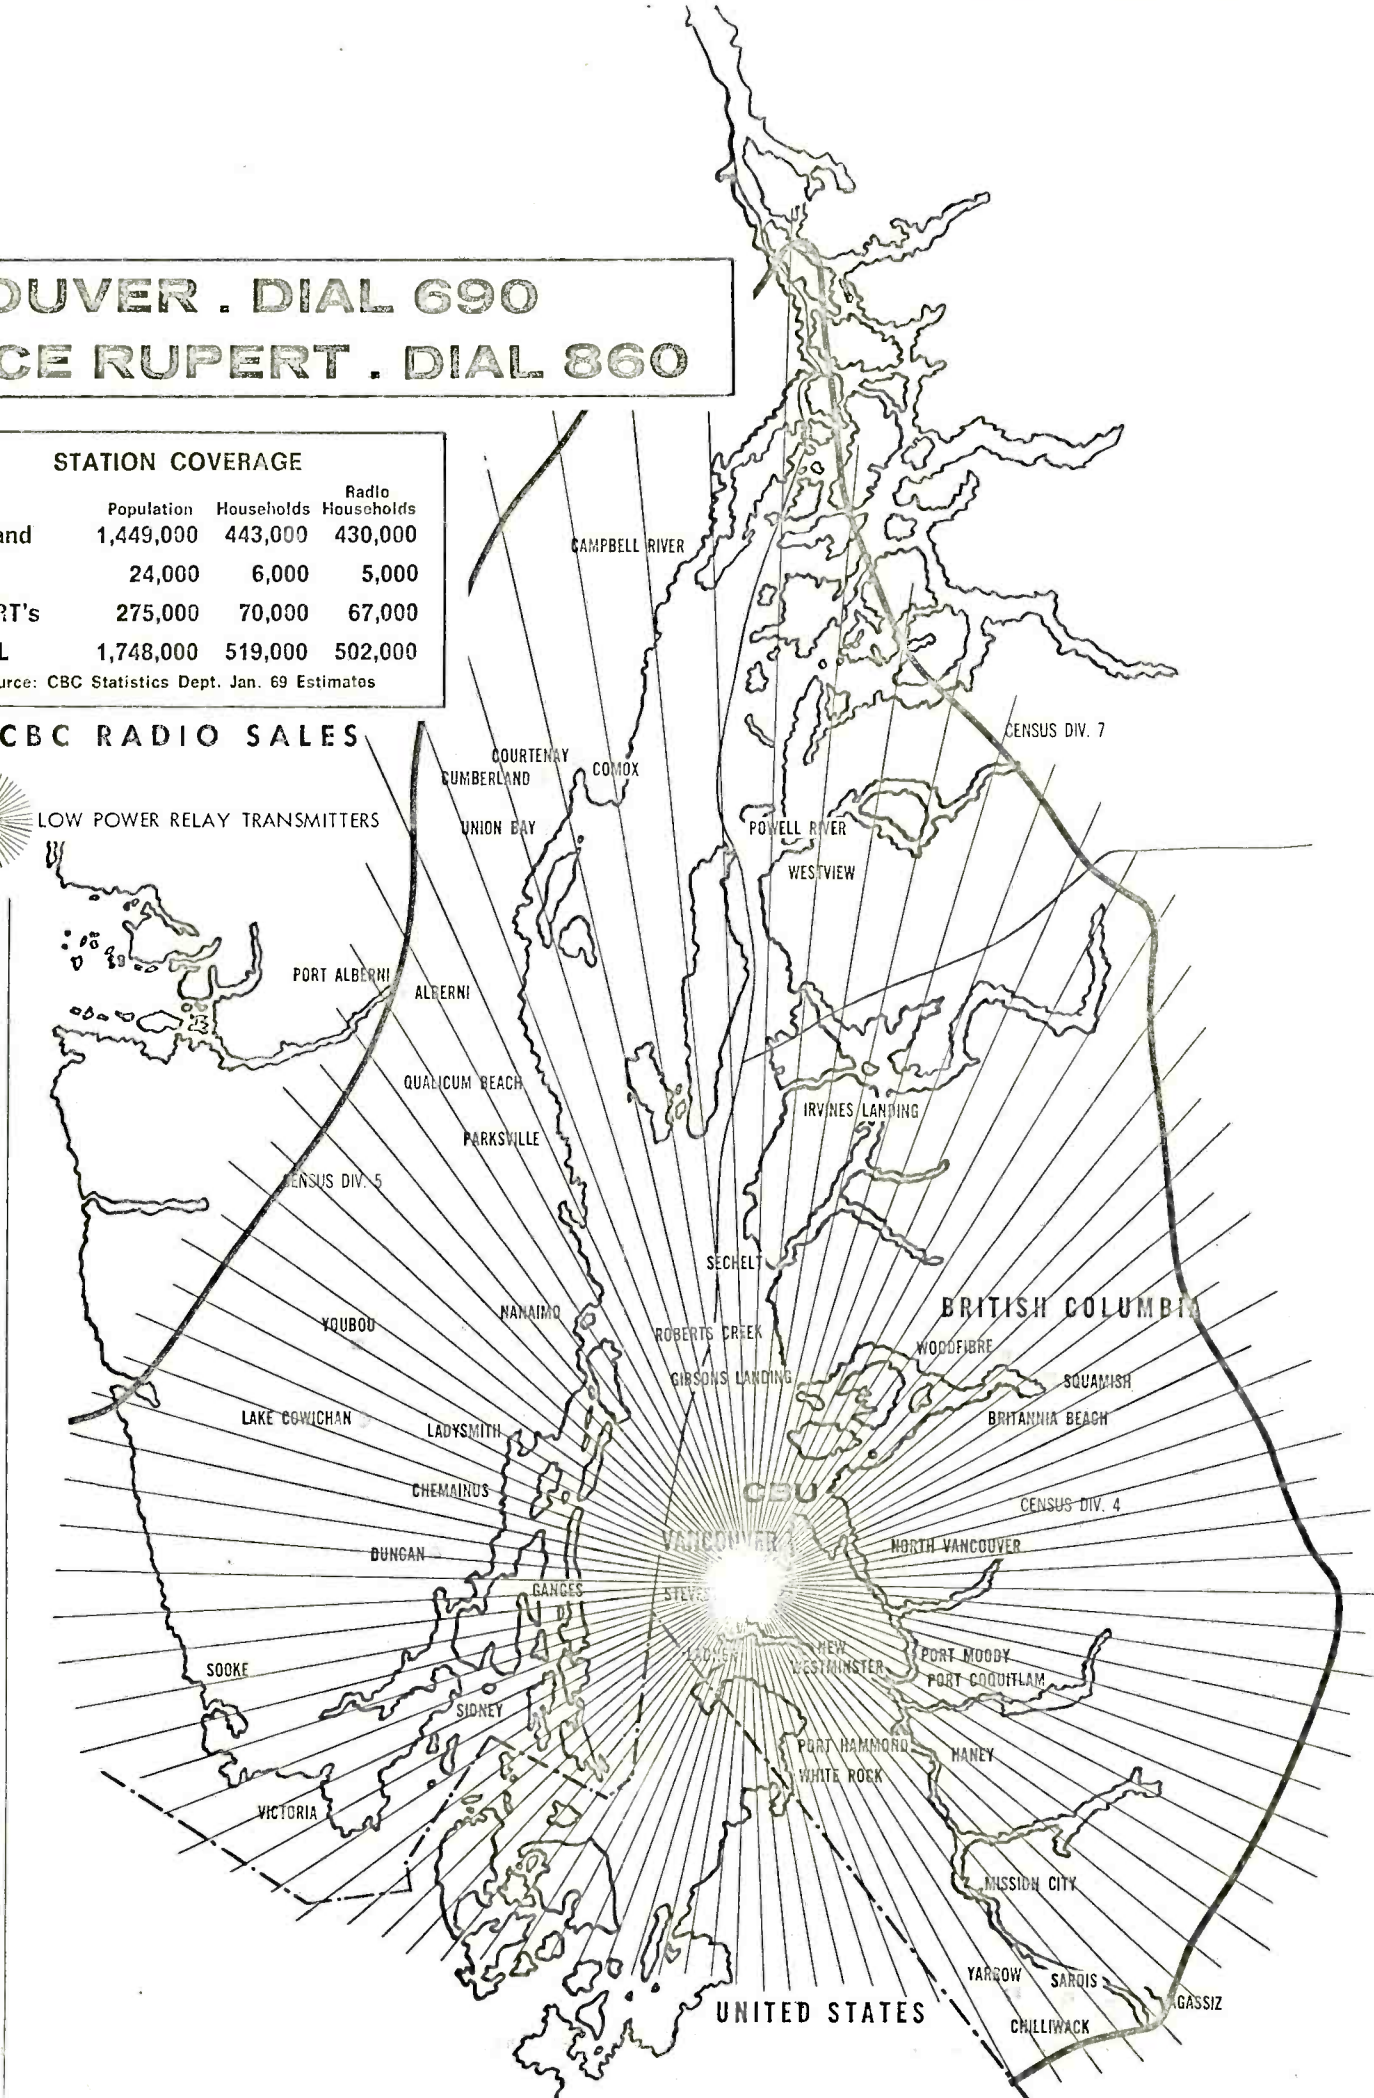 OUVER . DIAL 690
CE RUPERT . DIAL 860
STATION COVERAGE
Population Households Radio Households
and 1,449,000 443,000 430,000
24,000 6,000 5,000
RT's 275,000 70,000 67,000
L 1,748,000 519,000 502,000
urce: CBC Statistics Dept. Jan. 69 Estimates
CBC RADIO SALES
LOW POWER RELAY TRANSMITTERS
CAMPBELL RIVER
CENSUS DIV. 7
COURTENAY
COMOX
CUMBERLAND
UNION BAY
POWELL RIVER
WESTVIEW
PORT ALBERNI
ALBERNI
QUALICUM BEACH
IRVINES LANDING
PARKSVILLE
CENSUS DIV. 5
SECHELT
BRITISH COLUMBIA
NANAIMO
YOUBOU
ROBERTS CREEK
WOODFIBRE
GIBSONS LANDING
SQUAMISH
LAKE COWICHAN
BRITANNIA BEACH
LADYSMITH
CHEMAINUS
CBU
CENSUS DIV. 4
VANCOUVER
NORTH VANCOUVER
DUNCAN
GANGES
STEVES
LADNER
NEW
WESTMINSTER
PORT MOODY
SOOKE
PORT COQUITLAM
SIDNEY
PORT HAMMOND
HANEY
WHITE ROCK
VICTORIA
MISSION CITY
YARROW
SARDIS
AGASSIZ
UNITED STATES
CHILLIWACK